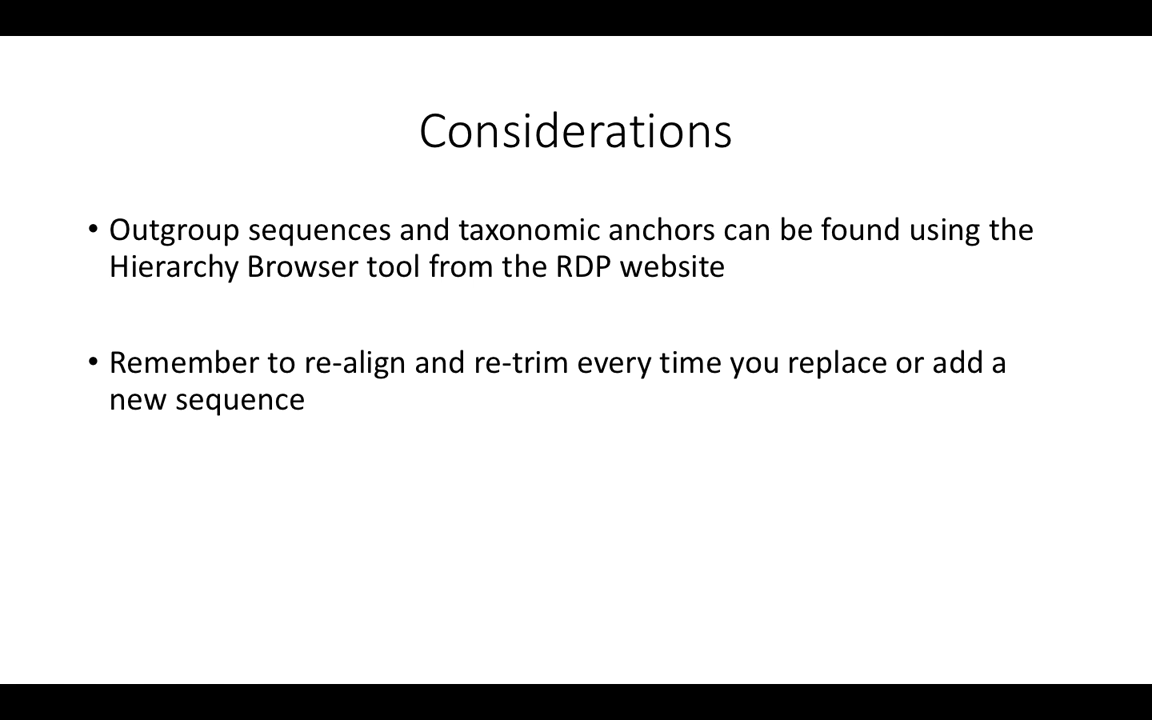 Considerations
• Outgroup sequences and taxonomic anchors can be found using the
Hierarchy Browser tool from the RDP website
• Remember to re-align and re-trim every time you replace or add a
new sequence